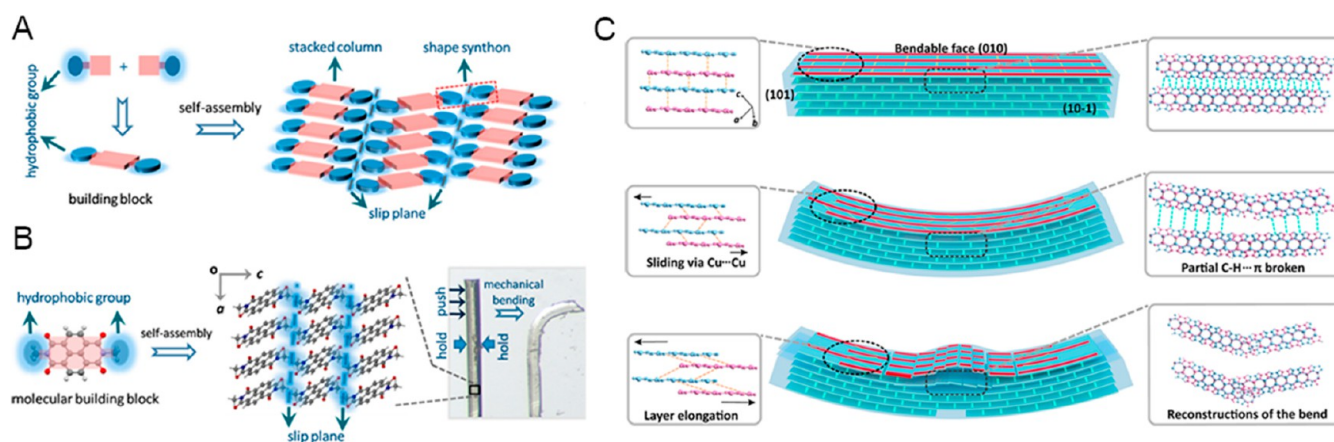 A
hydrophobic group
+
self-assembly
building block
stacked column
shape synthon
slip plane
B
hydrophobic group
molecular building block
self-assembly
o
c
a
slip plane
push
hold
hold
mechanical
bending
C
c
a
b
Bendable face (010)
(101)
(10-1)
Sliding via Cu···Cu
Partial C-H··· π broken
Layer elongation
Reconstructions of the bend